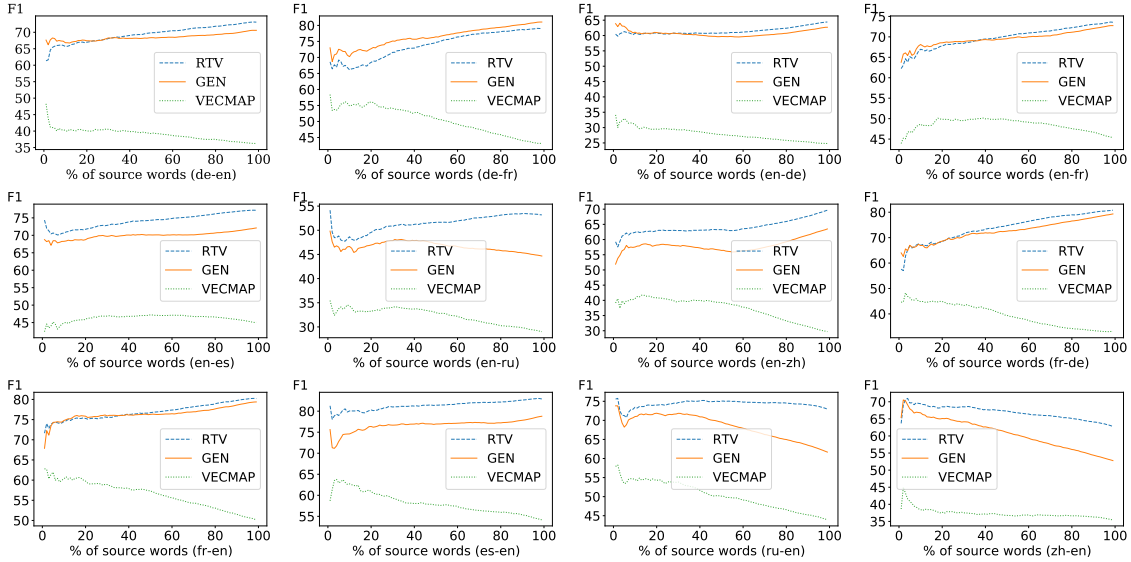 F1
75
70
65
60
55
50
45
40
35
RTV
GEN
VECMAP
0 20 40 60 80 100
% of source words (de-en)
F1
80
75
70
65
60
55
50
45
RTV
GEN
VECMAP
0 20 40 60 80 100
% of source words (de-fr)
F1
65
60
55
50
45
40
35
30
25
RTV
GEN
VECMAP
0 20 40 60 80 100
% of source words (en-de)
F1
75
70
65
60
55
50
45
RTV
GEN
VECMAP
0 20 40 60 80 100
% of source words (en-fr)
F1
75
70
65
60
55
50
45
RTV
GEN
VECMAP
0 20 40 60 80 100
% of source words (en-es)
F1
55
50
45
40
35
30
RTV
GEN
VECMAP
0 20 40 60 80 100
% of source words (en-ru)
F1
70
65
60
55
50
45
40
35
30
RTV
GEN
VECMAP
0 20 40 60 80 100
% of source words (en-zh)
F1
80
70
60
50
40
RTV
GEN
VECMAP
0 20 40 60 80 100
% of source words (fr-de)
F1
80
75
70
65
60
55
50
RTV
GEN
VECMAP
0 20 40 60 80 100
% of source words (fr-en)
F1
80
75
70
65
60
55
RTV
GEN
VECMAP
0 20 40 60 80 100
% of source words (es-en)
F1
75
70
65
60
55
50
45
RTV
GEN
VECMAP
0 20 40 60 80 100
% of source words (ru-en)
F1
70
65
60
55
50
45
40
35
RTV
GEN
VECMAP
0 20 40 60 80 100
% of source words (zh-en)